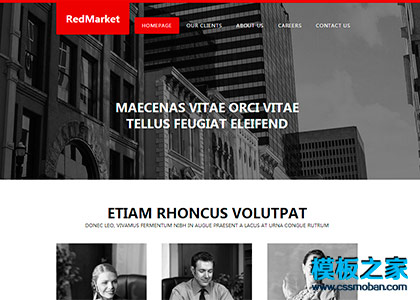 RedMarket
HOMEPAGE OUR CLIENTS ABOUT US CAREERS CONTACT US
MAECENAS VITAE ORCI VITAE
TELLUS FEUGIAT ELEIFEND
ETIAM RHONCUS VOLUTPAT
DONEC LEO, VIVAMUS FERMENTUM NIBH IN AUGUE PRAESENT A LACUS AT URNA CONGUE RUTRUM
模板之家
www.cssmoban.com